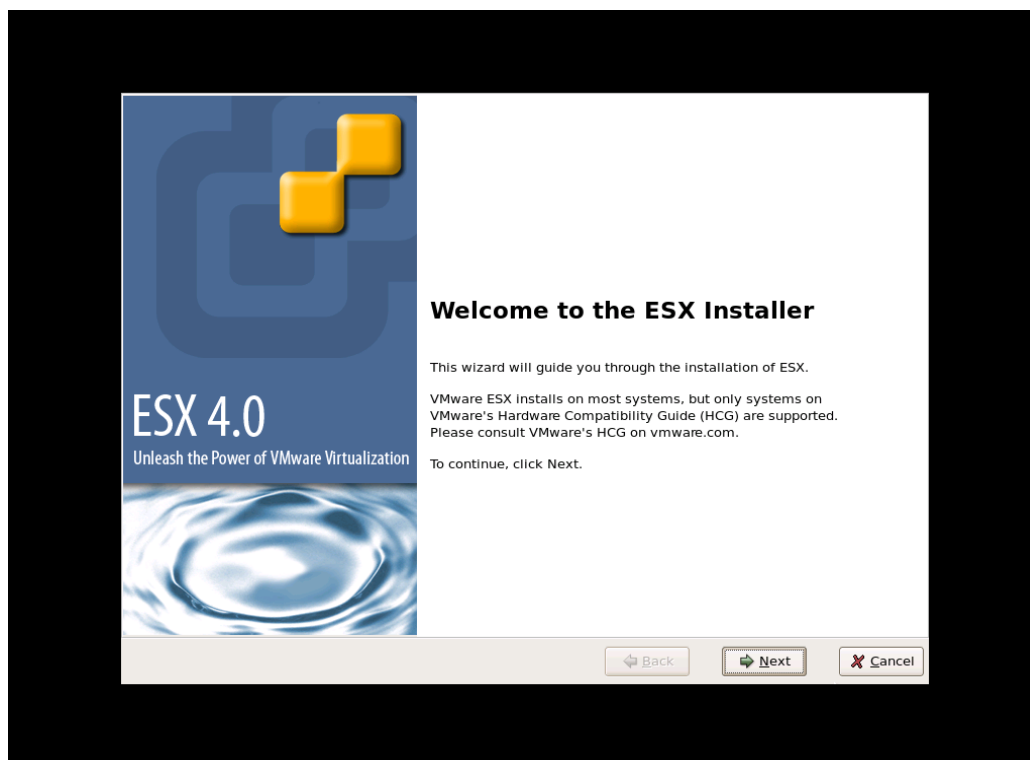 ESX 4.0
Unleash the Power of VMware Virtualization
Welcome to the ESX Installer
This wizard will guide you through the installation of ESX.
VMware ESX installs on most systems, but only systems on
VMware's Hardware Compatibility Guide (HCG) are supported.
Please consult VMware's HCG on vmware.com.
To continue, click Next.
Back
Next
Cancel